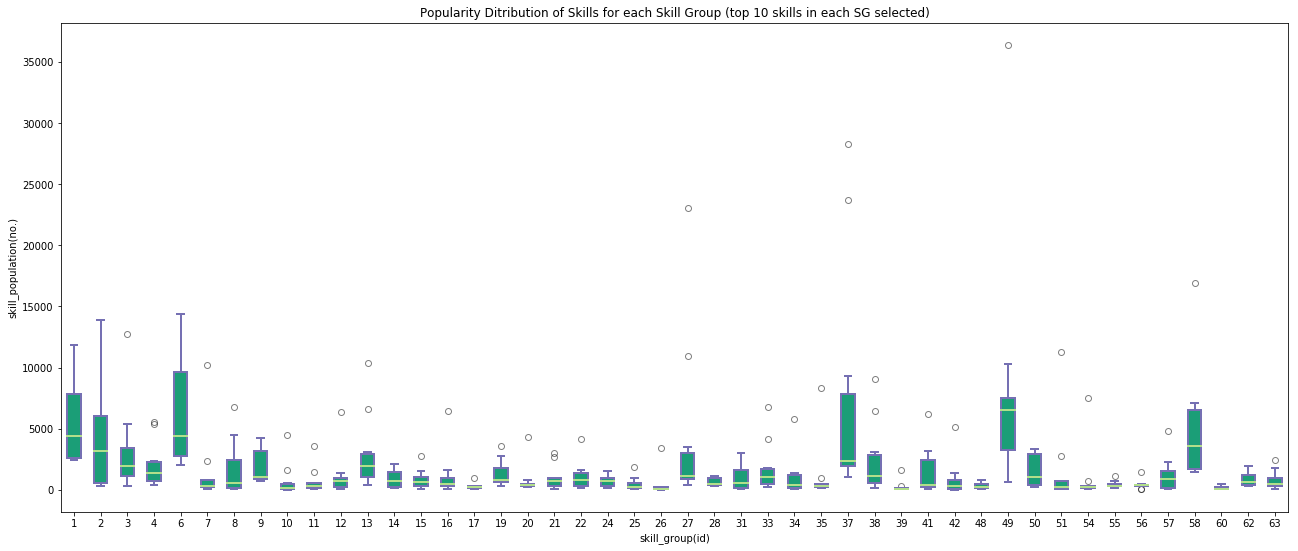 Popularity Ditribution of Skills for each Skill Group (top 10 skills in each SG selected)
35000
30000
25000
20000
15000
10000
5000
0
skill_population(no.)
1 2 3 4 6 7 8 9 10 11 12 13 14 15 16 17 19 20 21 22 24 25 26 27 28 31 33 34 35 37 38 39 41 42 48 49 50 51 54 55 56 57 58 60 62 63
skill_group(id)